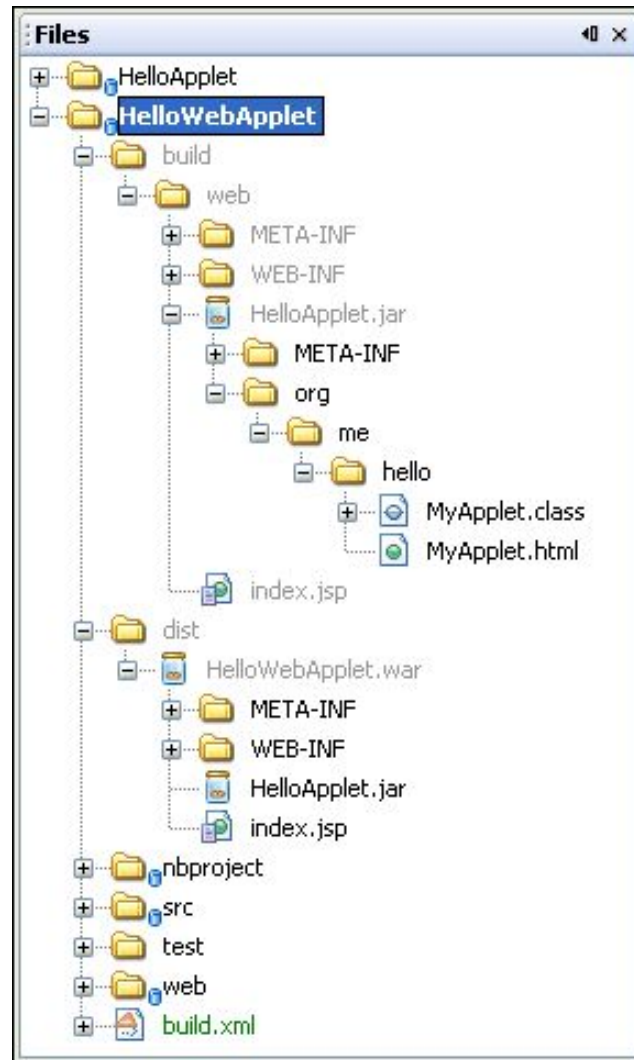 Files
HelloApplet
HelloWebApplet
build
web
META-INF
WEB-INF
HelloApplet.jar
META-INF
org
me
hello
MyApplet.class
MyApplet.html
index.jsp
dist
HelloWebApplet.war
META-INF
WEB-INF
HelloApplet.jar
index.jsp
nbproject
src
test
web
build.xml